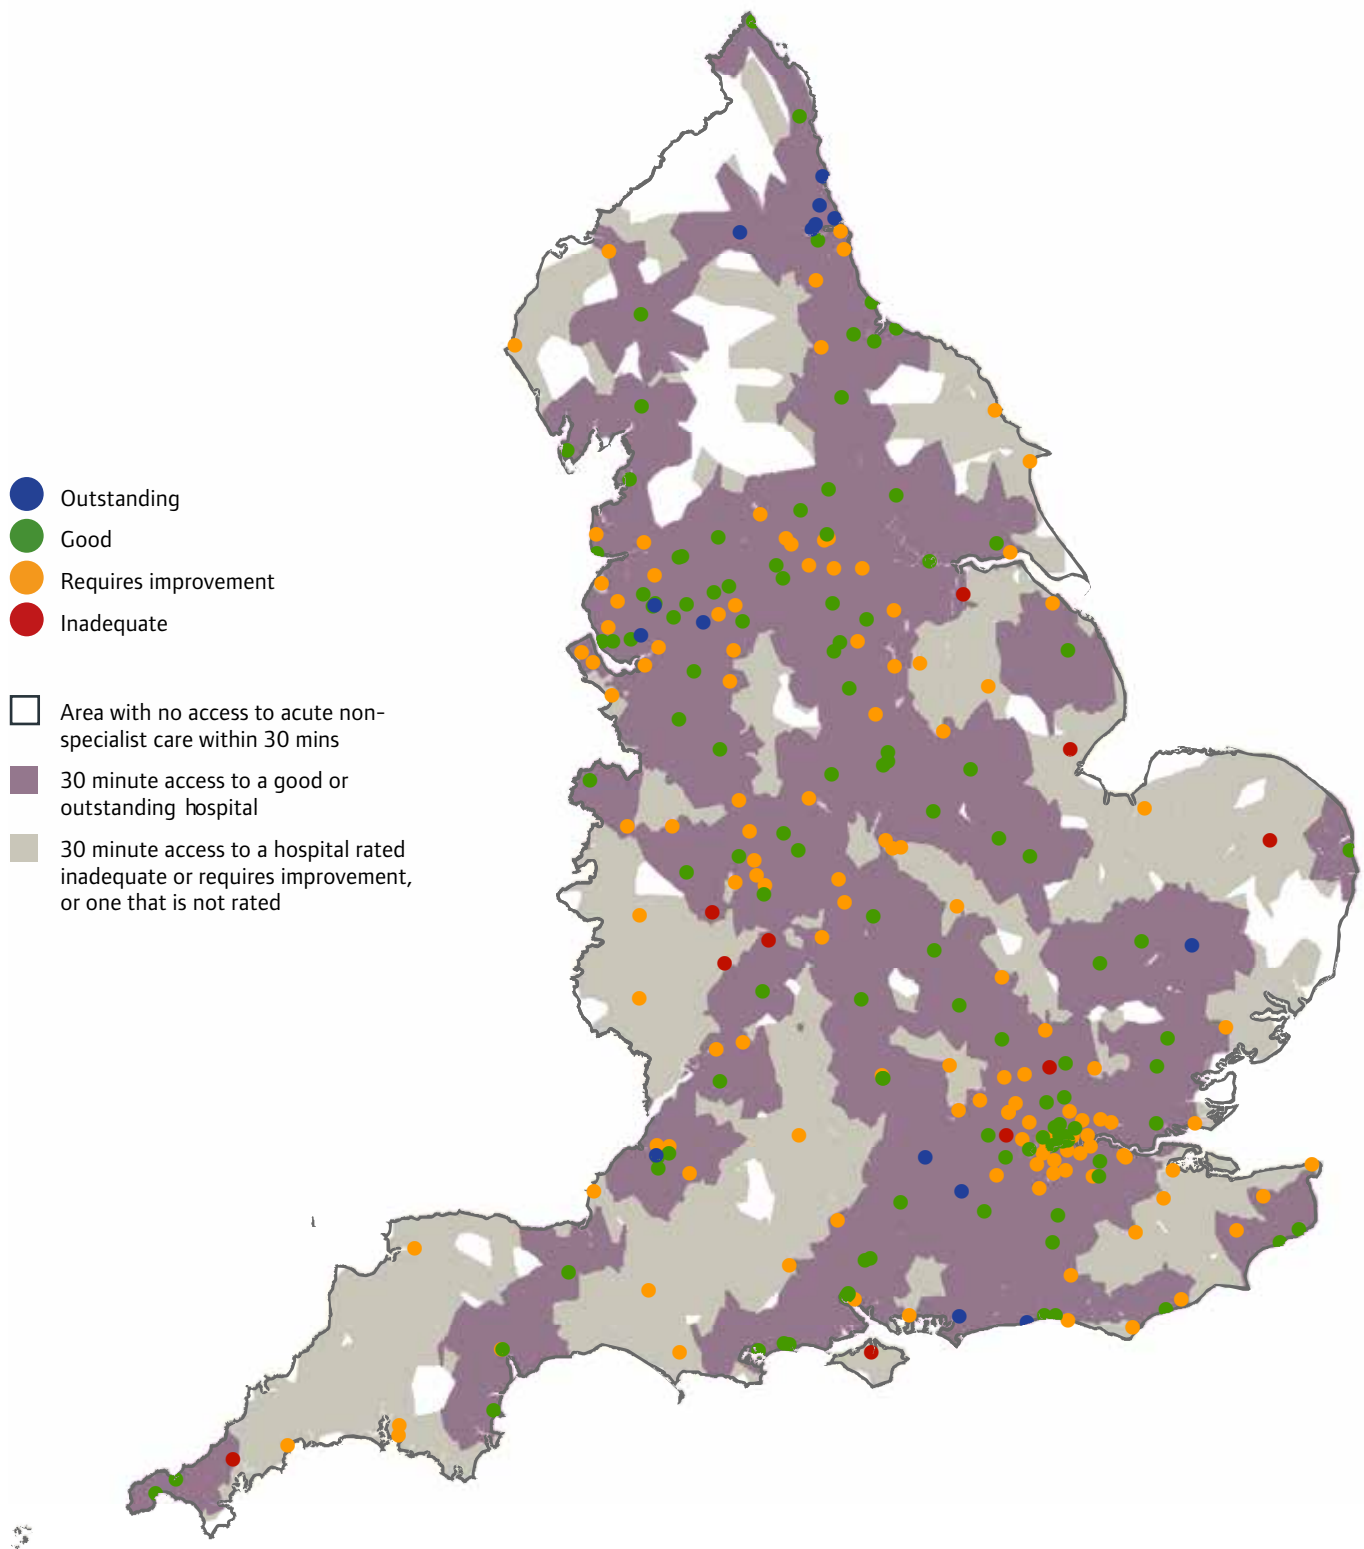 Outstanding
Good
Requires improvement
Inadequate
Area with no access to acute non-
specialist care within 30 mins
30 minute access to a good or
outstanding hospital
30 minute access to a hospital rated
inadequate or requires improvement,
or one that is not rated